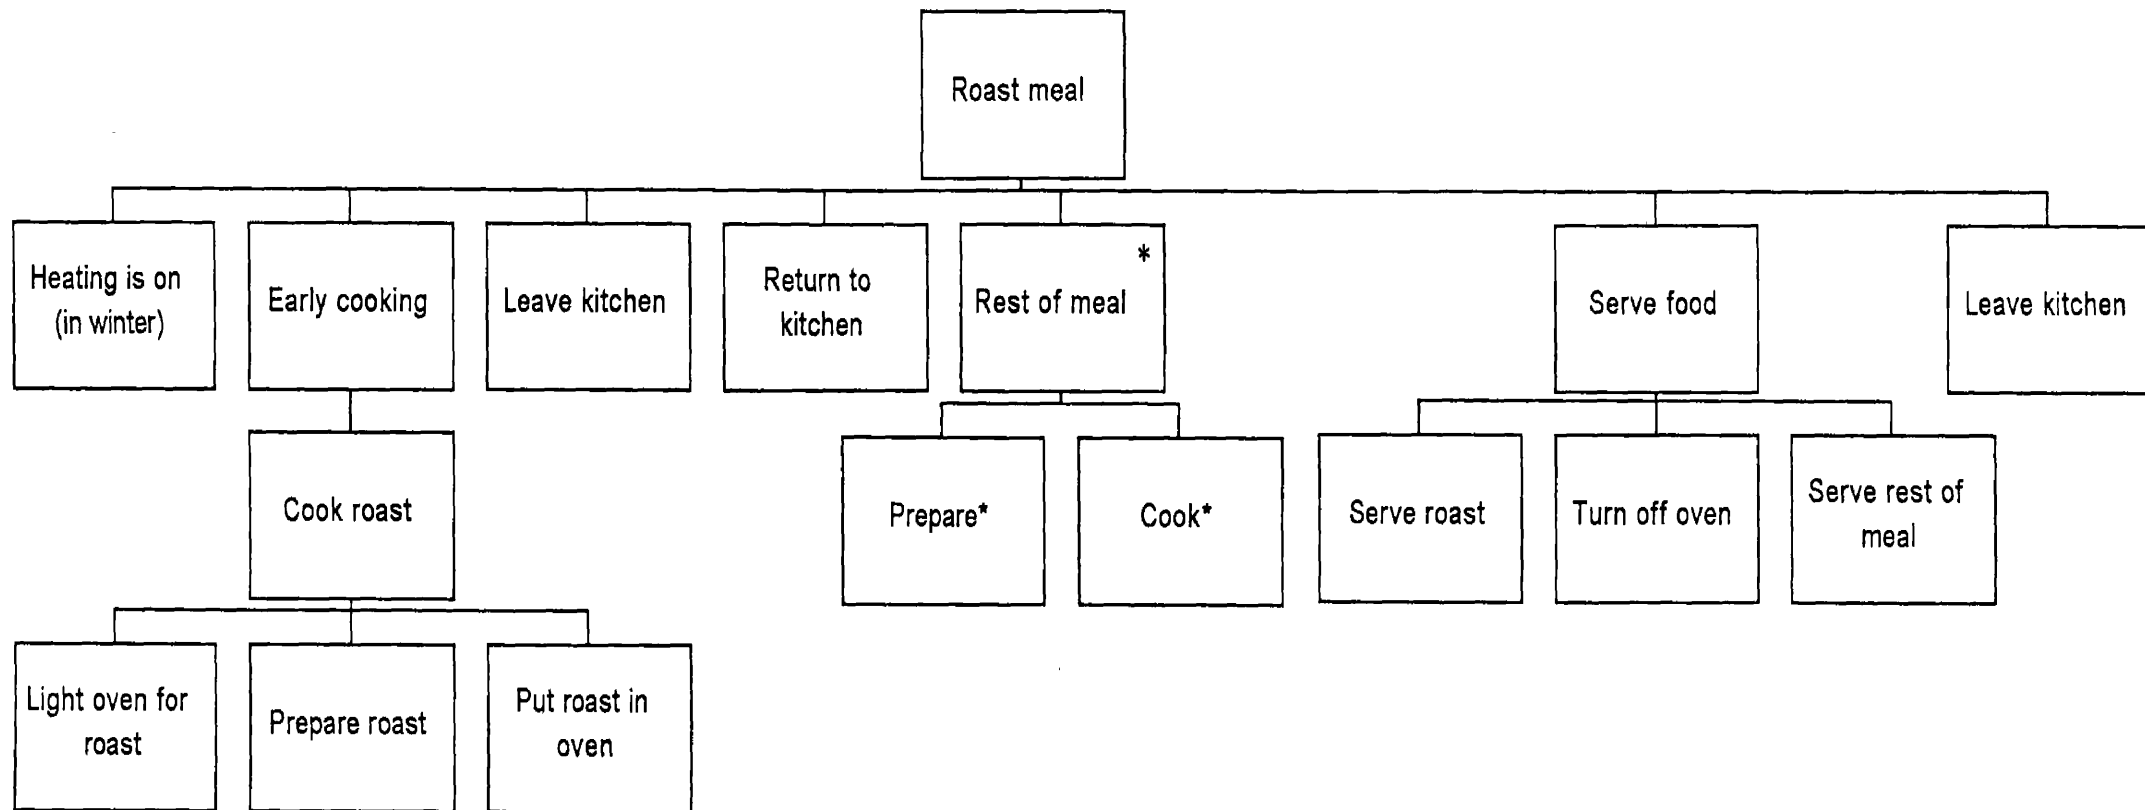 Roast meal
Heating is on
(in winter)
Early cooking
Leave kitchen
Return to
kitchen
*
Rest of meal
Serve food
Leave kitchen
Cook roast
Prepare*
Cook*
Serve roast
Turn off oven
Serve rest of
meal
Light oven for
roast
Prepare roast
Put roast in
oven